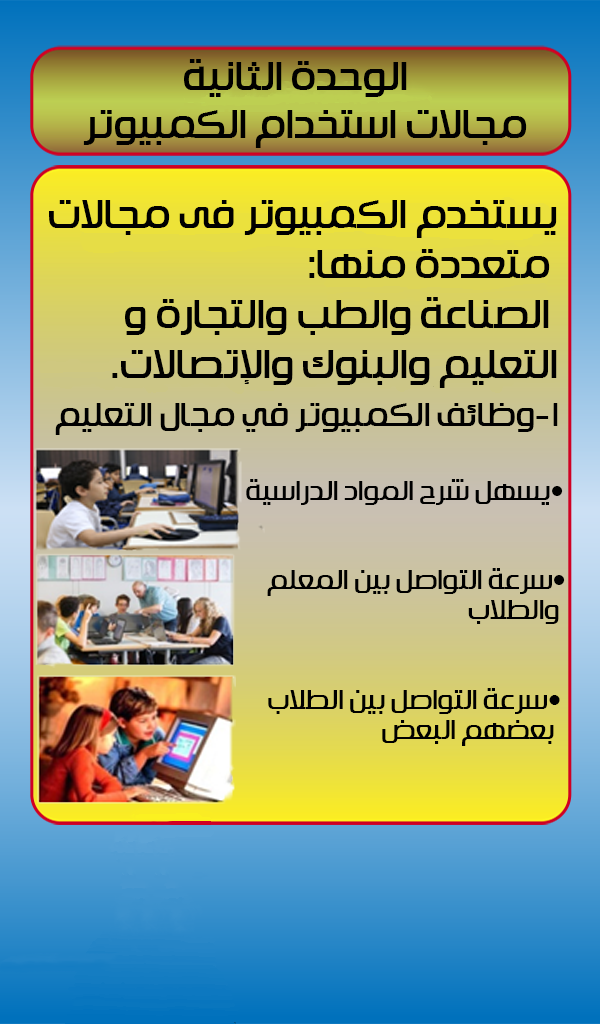 الوحدة الثانية
مجالات استخدام الكمبيوتر
يستخدم الكمبيوتر فى مجالات
متعددة منها:
الصناعة والطب والتجارة و
التعليم والبنوك والإتصالات.
١-وظائف الكمبيوتر في مجال التعليم
•يسهل شرح المواد الدراسية
•سرعة التواصل بين المعلم
والطلاب
•سرعة التواصل بين الطلاب
بعضهم البعض